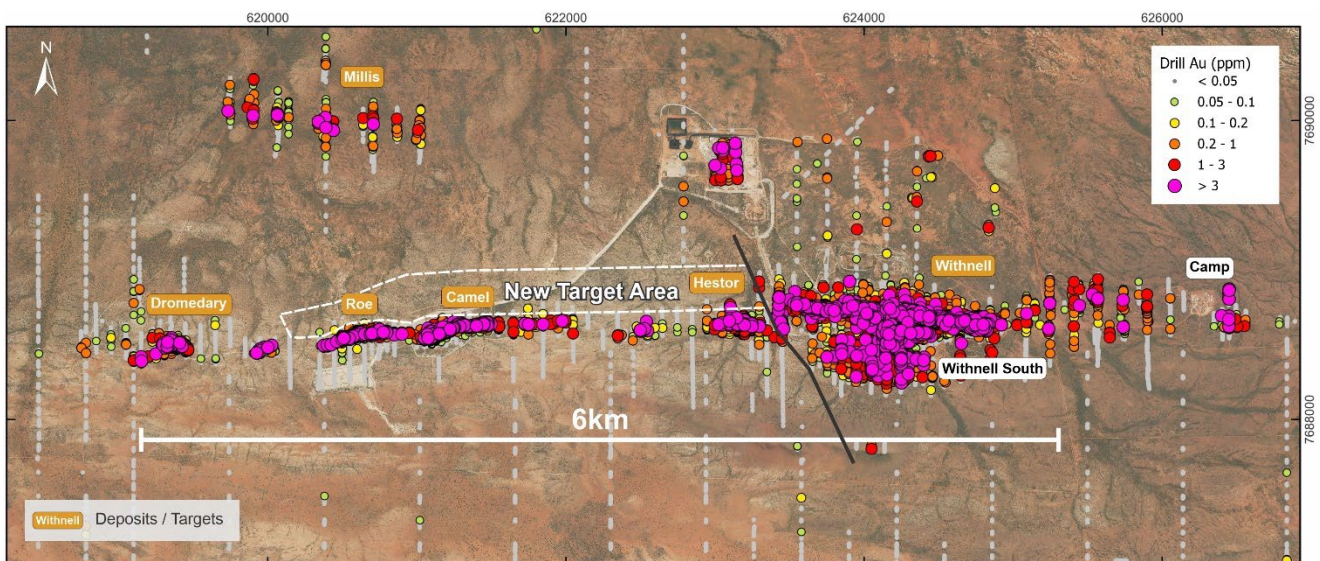 620000
622000
624000
626000
N
Millis
Drill Au (ppm)
< 0.05
0.05 - 0.1
0.1 - 0.2
0.2 - 1
1 - 3
> 3
7690000
Dromedary
Roe
Camel
New Target Area
Hestor
Withnell
Camp
Withnell South
6km
7688000
Withnell
Deposits / Targets